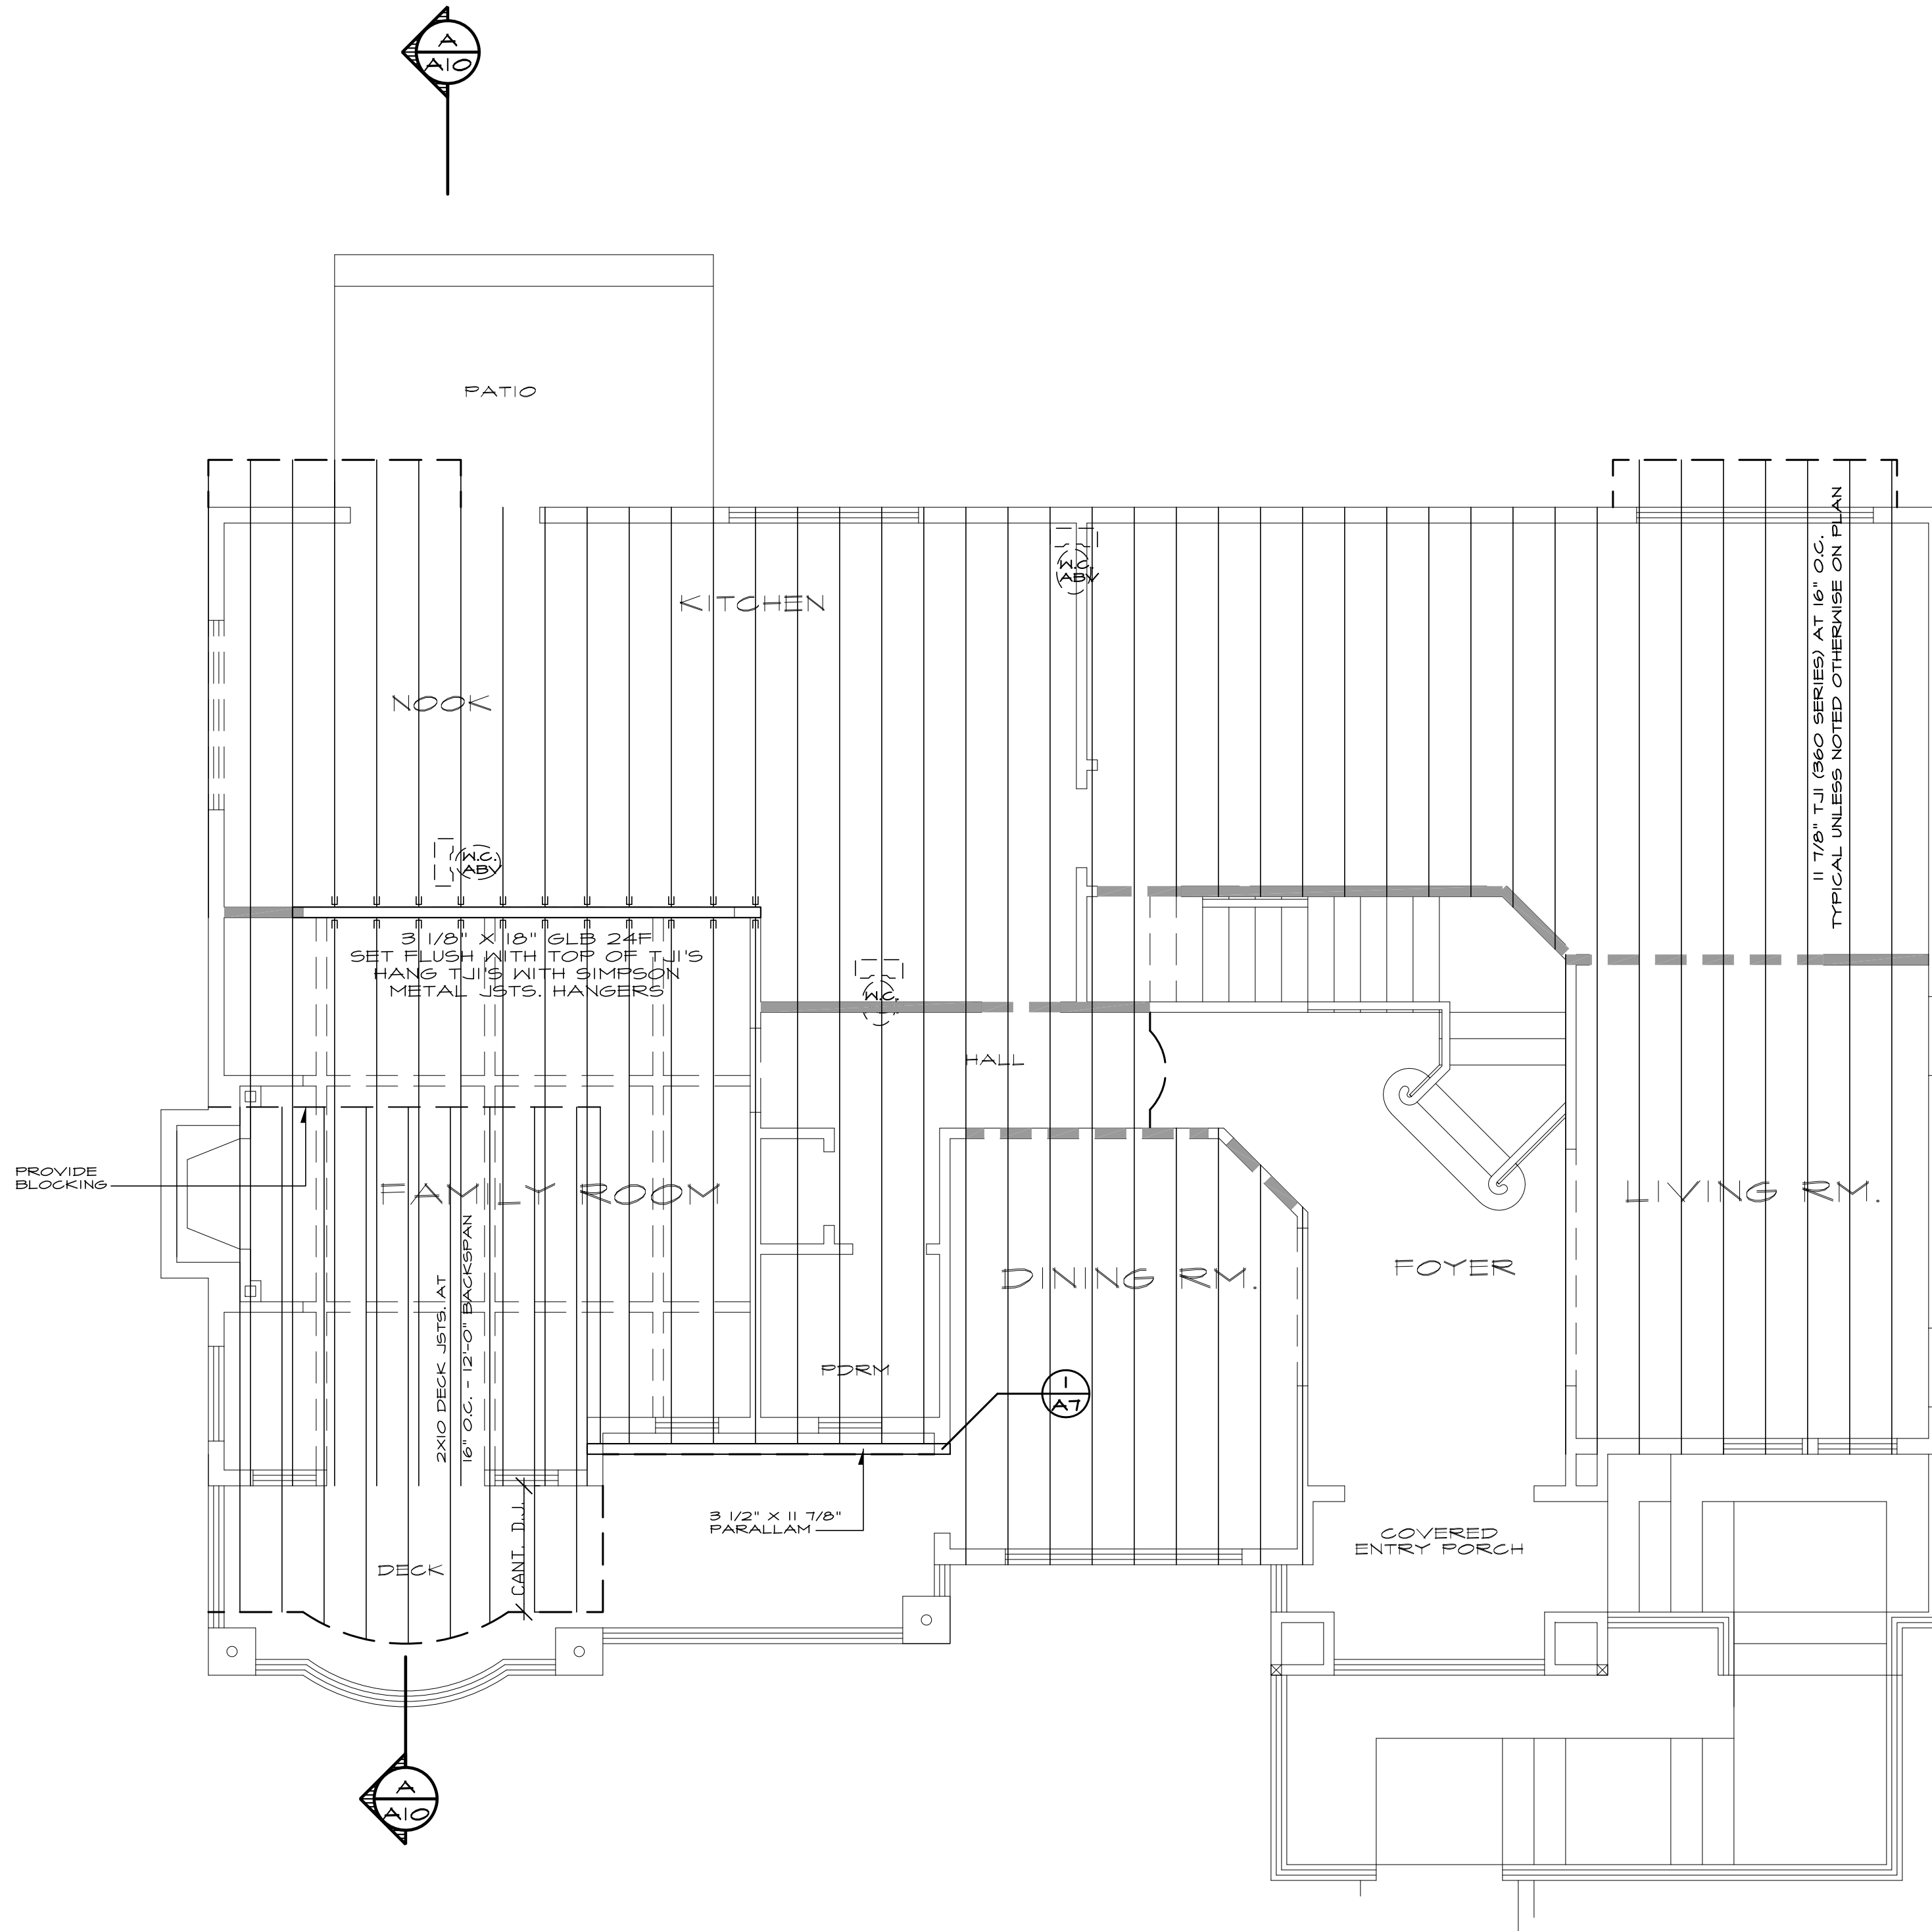 A
A10
PATIO
KITCHEN
W.C.
ABV
NOOK
11 7/8" TJI (360 SERIES) AT 16" O.C.
TYPICAL UNLESS NOTED OTHERWISE ON PLAN
W.C.
ABV
3 1/8" X 18" GLB 24F
SET FLUSH WITH TOP OF TJI'S
HANG TJI'S WITH SIMPSON
METAL JSTS. HANGERS
W.C.
HALL
PROVIDE
BLOCKING
FAMILY ROOM
LIVING RM.
DINING RM.
FOYER
2X10 DECK JSTS. AT
16" O.C. - 12'-0" BACKSPAN
PDRM
1
A7
3 1/2" X 11 7/8"
PARALLAM
CANT. D.J.
COVERED
ENTRY PORCH
DECK
A
A10